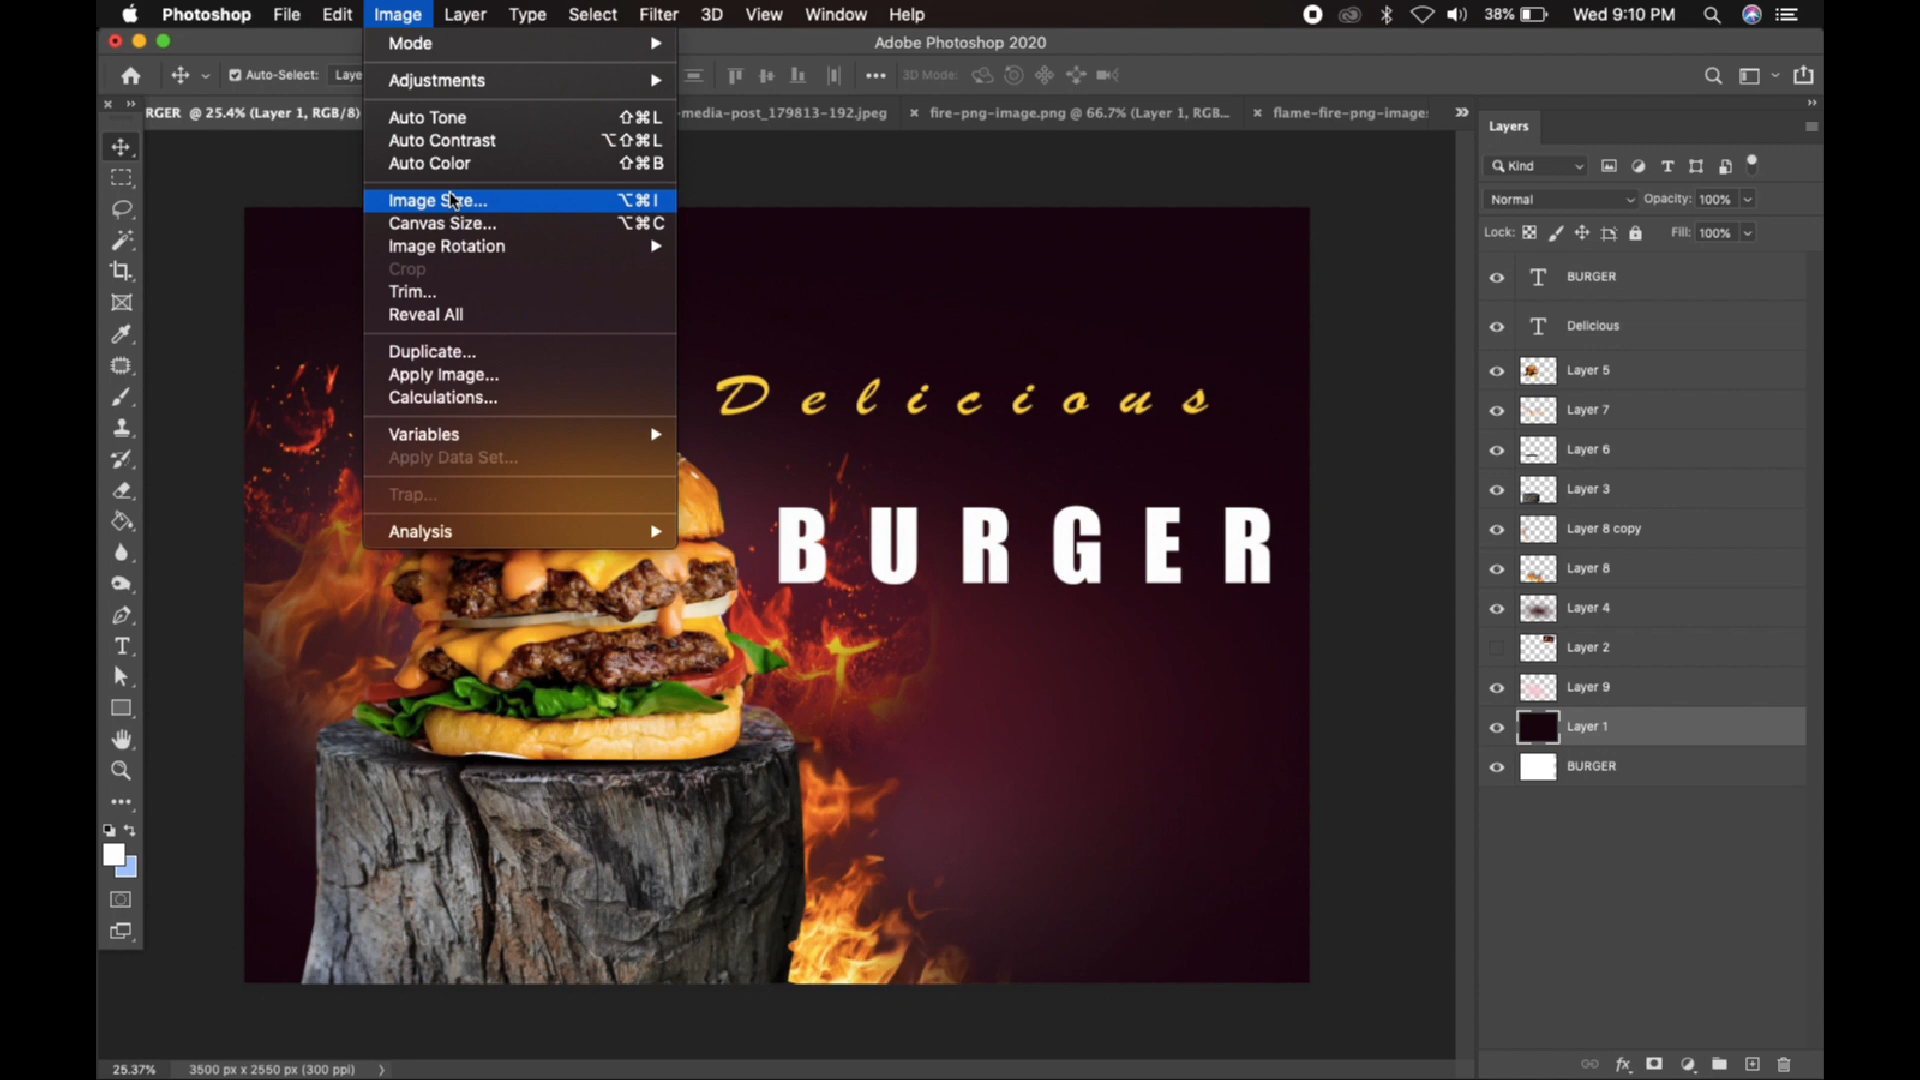 Photoshop File Edit Image Layer Type Select Filter 3D View Window Help 38% Wed 9:10 PM
Adobe Photoshop 2020
Auto-Select: Laye 3D Mode:
RGER @ 25.4% (Layer 1, RGB/8) -media-post_179813-192.jpeg fire-png-image.png @ 66.7% (Layer 1, RGB... flame-fire-png-image:
Mode
Adjustments
Auto Tone ⇧⌘L
Auto Contrast ⌥⇧⌘L
Auto Color ⇧⌘B
Image Size... ⌥⌘I
Canvas Size... ⌥⌘C
Image Rotation
Crop
Trim...
Reveal All
Duplicate...
Apply Image...
Calculations...
Variables
Apply Data Set...
Trap...
Analysis
Delicious
BURGER
Layers
Kind
Normal Opacity: 100%
Lock: Fill: 100%
BURGER
Delicious
Layer 5
Layer 7
Layer 6
Layer 3
Layer 8 copy
Layer 8
Layer 4
Layer 2
Layer 9
Layer 1
BURGER
25.37% 3500 px x 2550 px (300 ppi)